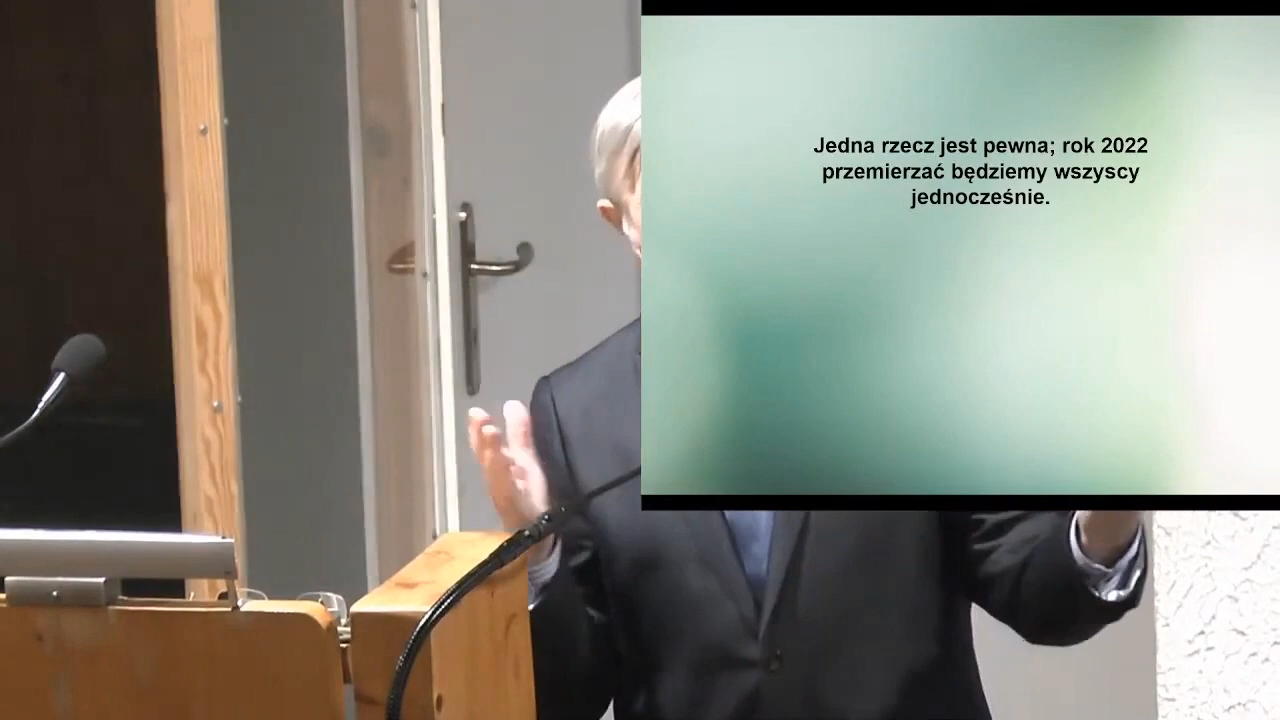 Jedna rzecz jest pewna; rok 2022
przemierzać będziemy wszyscy
jednocześnie.